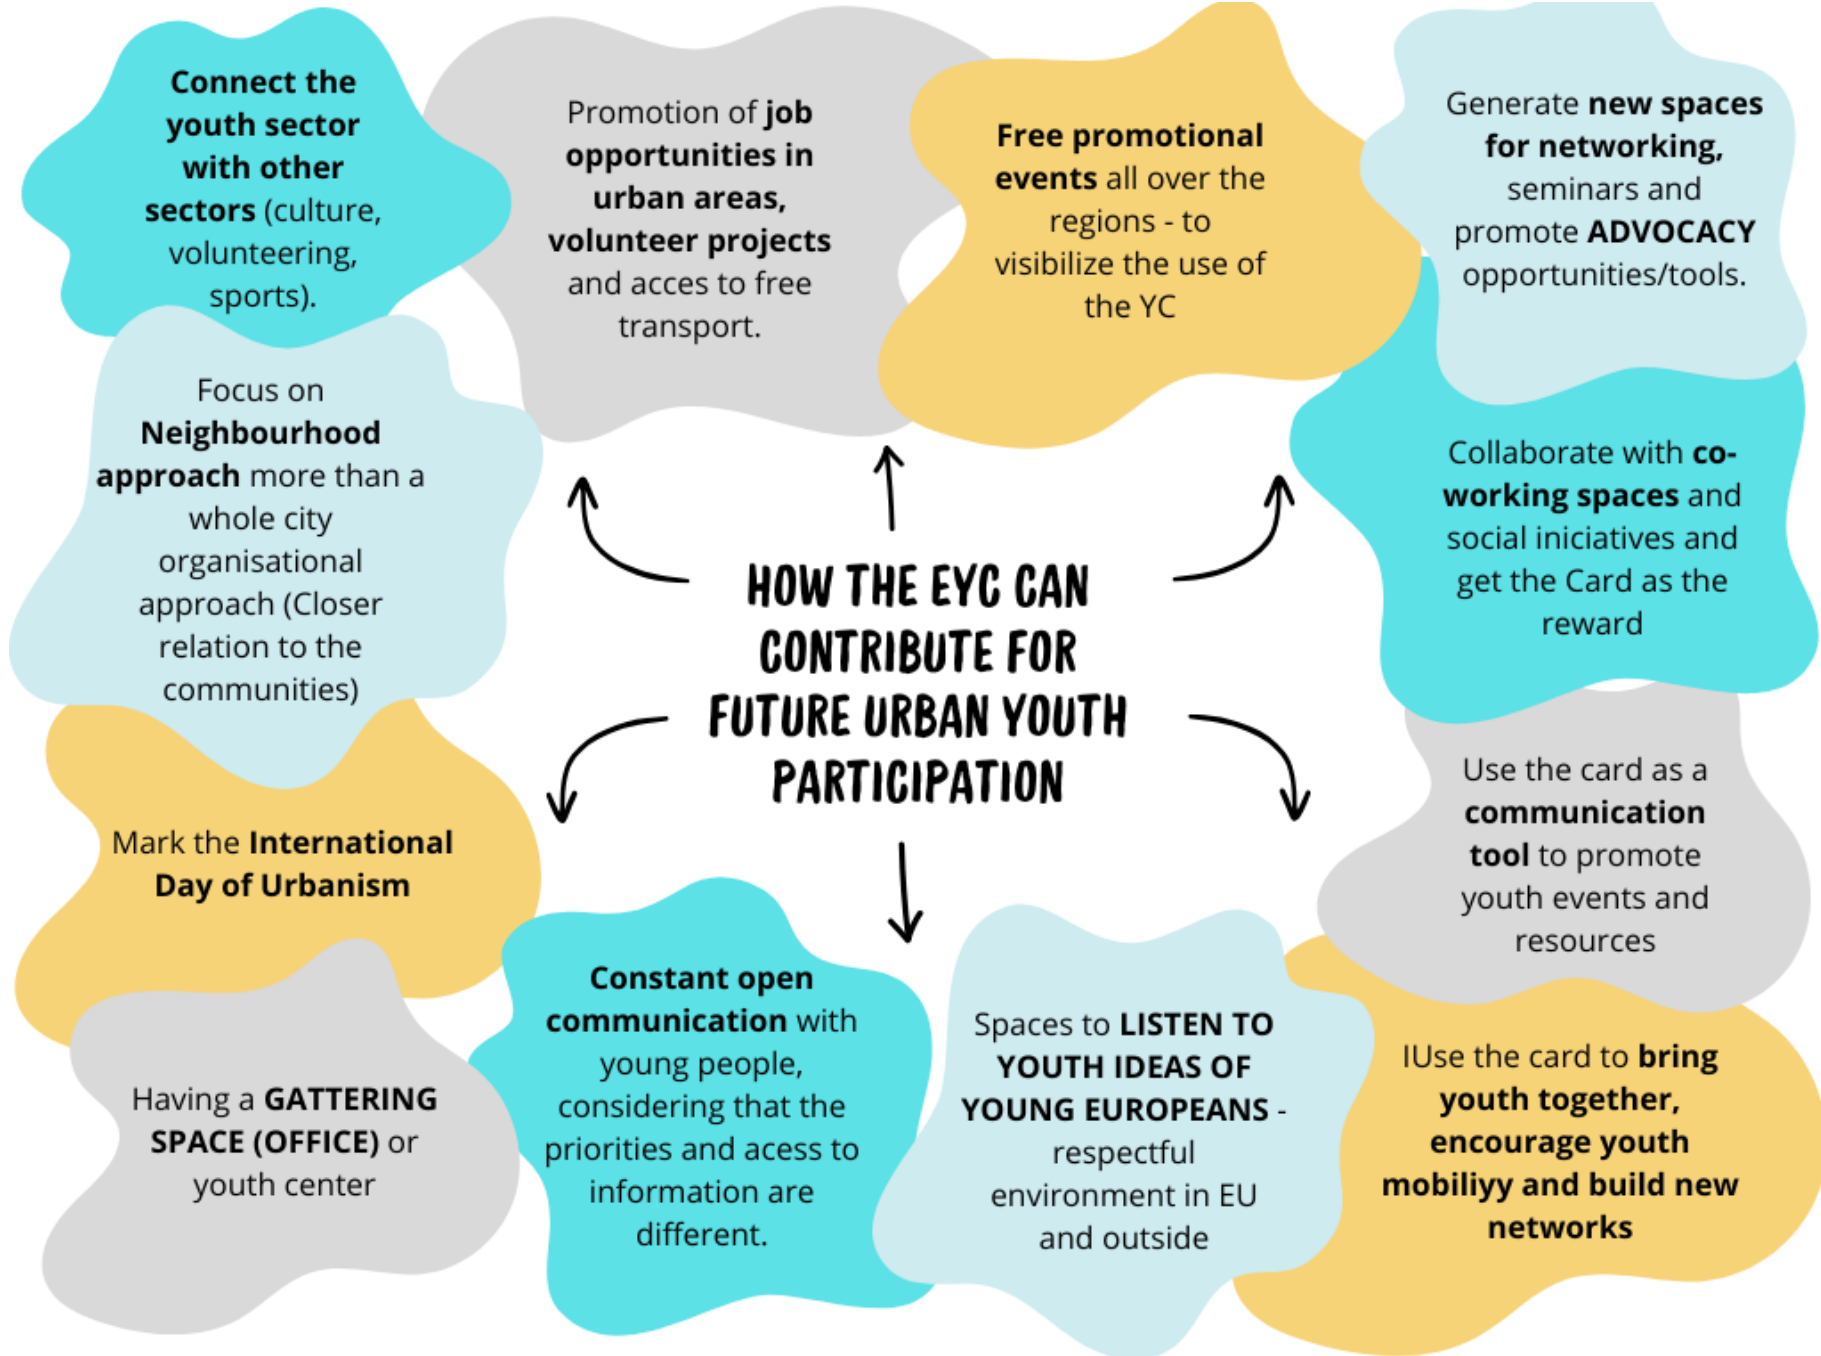 Connect the
youth sector
with other
sectors (culture,
volunteering,
sports).
Promotion of job
opportunities in
urban areas,
volunteer projects
and acces to free
transport.
Free promotional
events all over the
regions - to
visibilize the use of
the YC
Generate new spaces
for networking,
seminars and
promote ADVOCACY
opportunities/tools.
Focus on
Neighbourhood
approach more than a
whole city
organisational
approach (Closer
relation to the
communities)
HOW THE EYC CAN
CONTRIBUTE FOR
FUTURE URBAN YOUTH
PARTICIPATION
Collaborate with co-
working spaces and
social iniciatives and
get the Card as the
reward
Mark the International
Day of Urbanism
Use the card as a
communication
tool to promote
youth events and
resources
Having a GATTERING
SPACE (OFFICE) or
youth center
Constant open
communication with
young people,
considering that the
priorities and acess to
information are
different.
Spaces to LISTEN TO
YOUTH IDEAS OF
YOUNG EUROPEANS -
respectful
environment in EU
and outside
IUse the card to bring
youth together,
encourage youth
mobiliyy and build new
networks